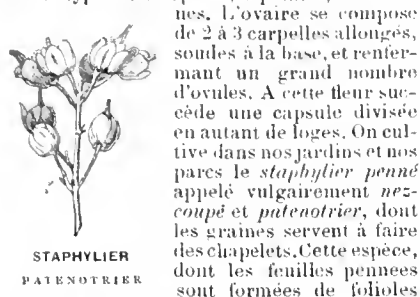 nes. L'ovaire se compose
de 2 à 3 carpelles allongés,
soudés à la base, et renfer-
mant un grand nombre
d'ovules. A cette fleur suc-
cède une capsule divisée
en autant de loges. On cul-
tive dans nos jardins et nos
parcs le staphylier penné
appelé vulgairement nez-
coupé et patenotrier, dont
les graines servent à faire
des chapelets. Cette espèce,
dont les feuilles pennées
sont formées de folioles
STAPHYLIER
PATENOTRIER